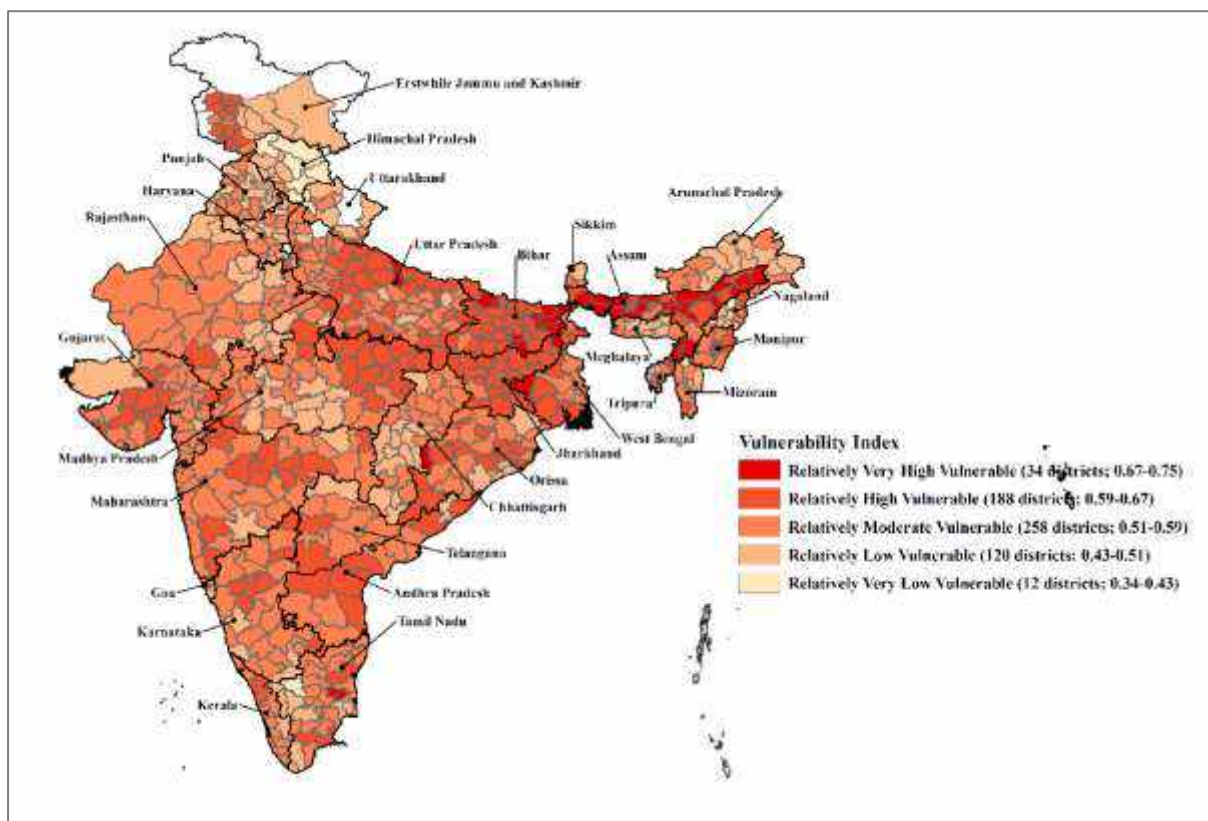 Erstwhile Jammu and Kashmir
Himachal Pradesh
Punjab
Uttarakhand
Haryana
Arunachal Pradesh
Rajasthan
Sikkim
Uttar Pradesh
Bihar
Assam
Nagaland
Gujarat
Manipur
Meghalaya
Mizoram
Tripura
West Bengal
Madhya Pradesh
Jharkhand
Orissa
Maharashtra
Chhattisgarh
Telangana
Goa
Andhra Pradesh
Karnataka
Tamil Nadu
Kerala
Vulnerability Index
Relatively Very High Vulnerable (34 districts; 0.67-0.75)
Relatively High Vulnerable (188 districts; 0.59-0.67)
Relatively Moderate Vulnerable (258 districts; 0.51-0.59)
Relatively Low Vulnerable (120 districts; 0.43-0.51)
Relatively Very Low Vulnerable (12 districts; 0.34-0.43)